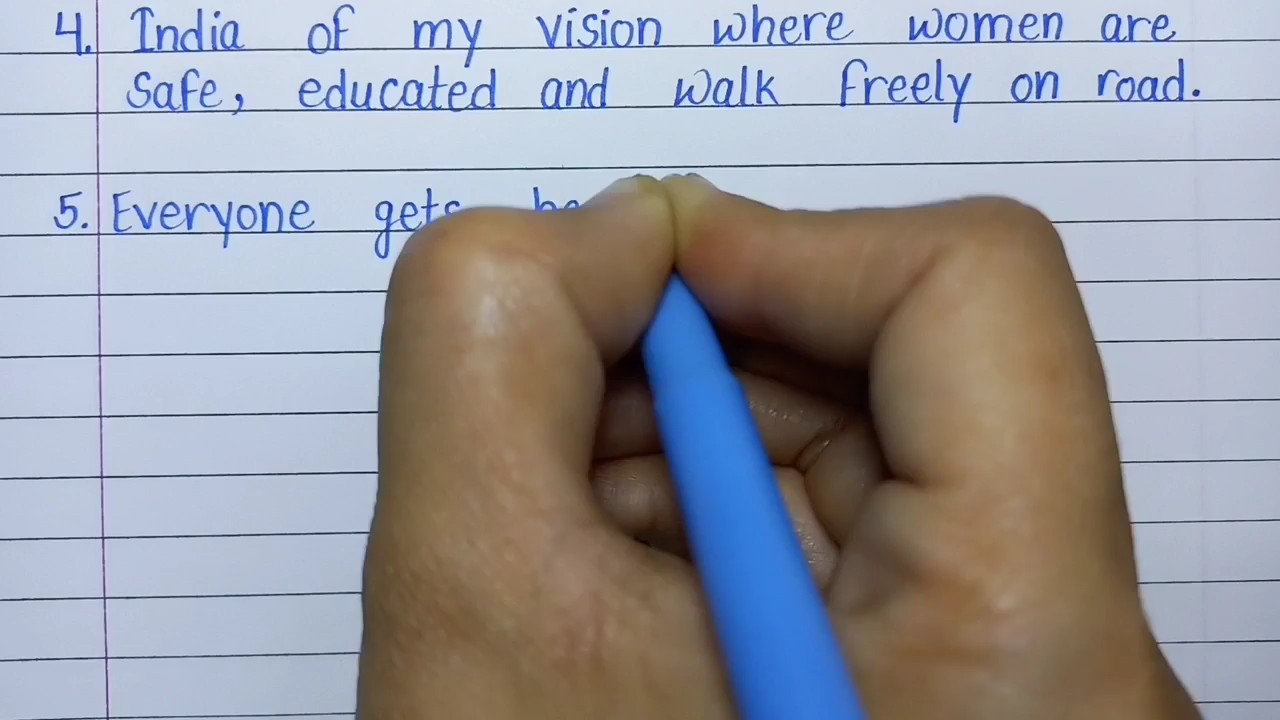 4. India of my vision where women are
safe, educated and walk freely on road.
5. Everyone gets